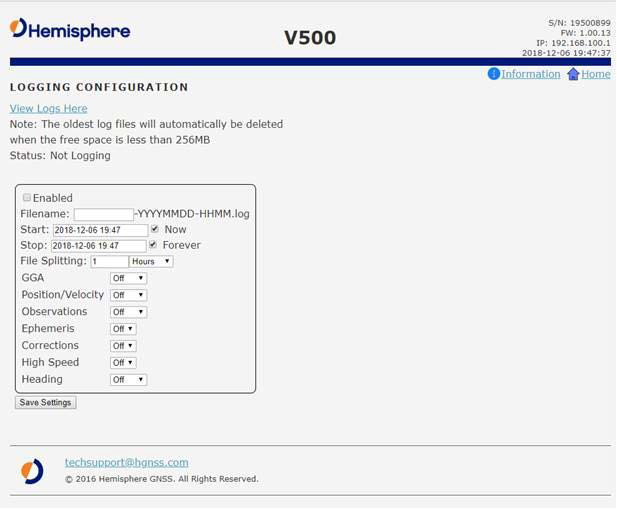 Hemisphere
V500
S/N: 19500899
FW: 1.00.13
IP: 192.168.100.1
2018-12-06 19:47:37
Information Home
LOGGING CONFIGURATION
View Logs Here
Note: The oldest log files will automatically be deleted
when the free space is less than 256MB
Status: Not Logging
Enabled
Filename: -YYYYMMDD-HHMM.log
Start: 2018-12-06 19:47 Now
Stop: 2018-12-06 19:47 Forever
File Splitting: 1 Hours
GGA Off
Position/Velocity Off
Observations Off
Ephemeris Off
Corrections Off
High Speed Off
Heading Off
Save Settings
techsupport@hgnss.com
© 2016 Hemisphere GNSS. All Rights Reserved.